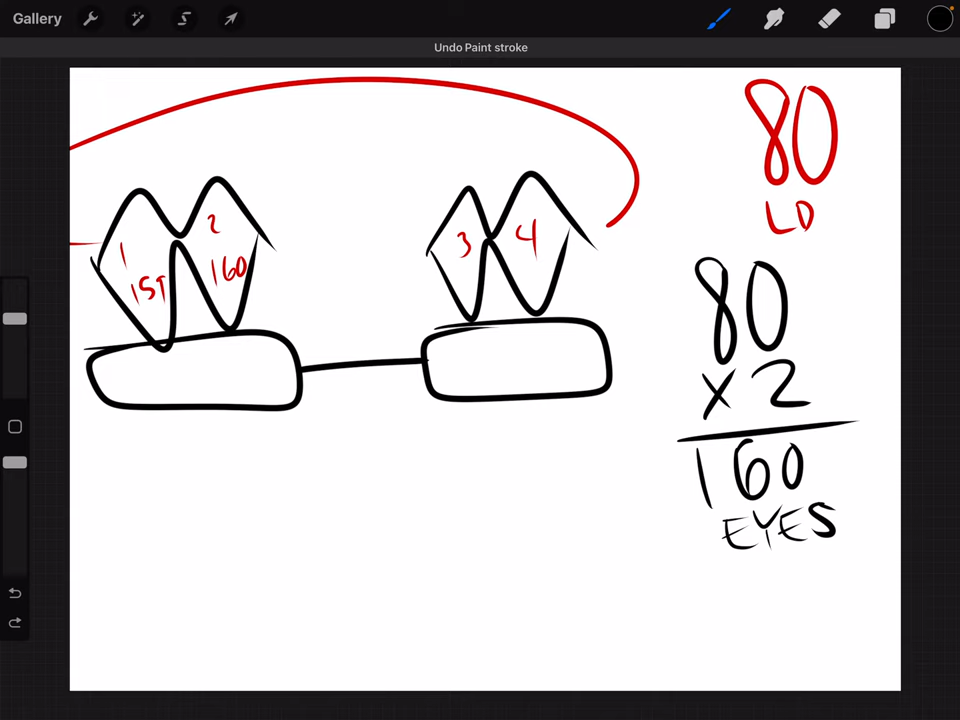 Gallery
Undo Paint stroke
80
LD
1
2
1ST
160
3
4
80
x 2
160
EYES